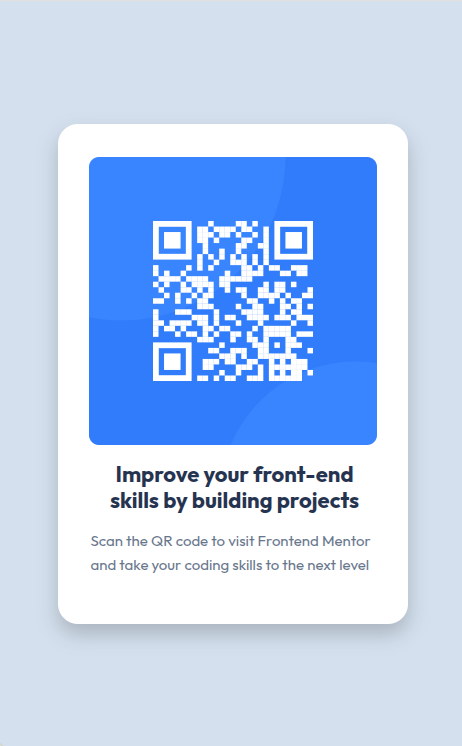 Improve your front-end
skills by building projects
Scan the QR code to visit Frontend Mentor
and take your coding skills to the next level